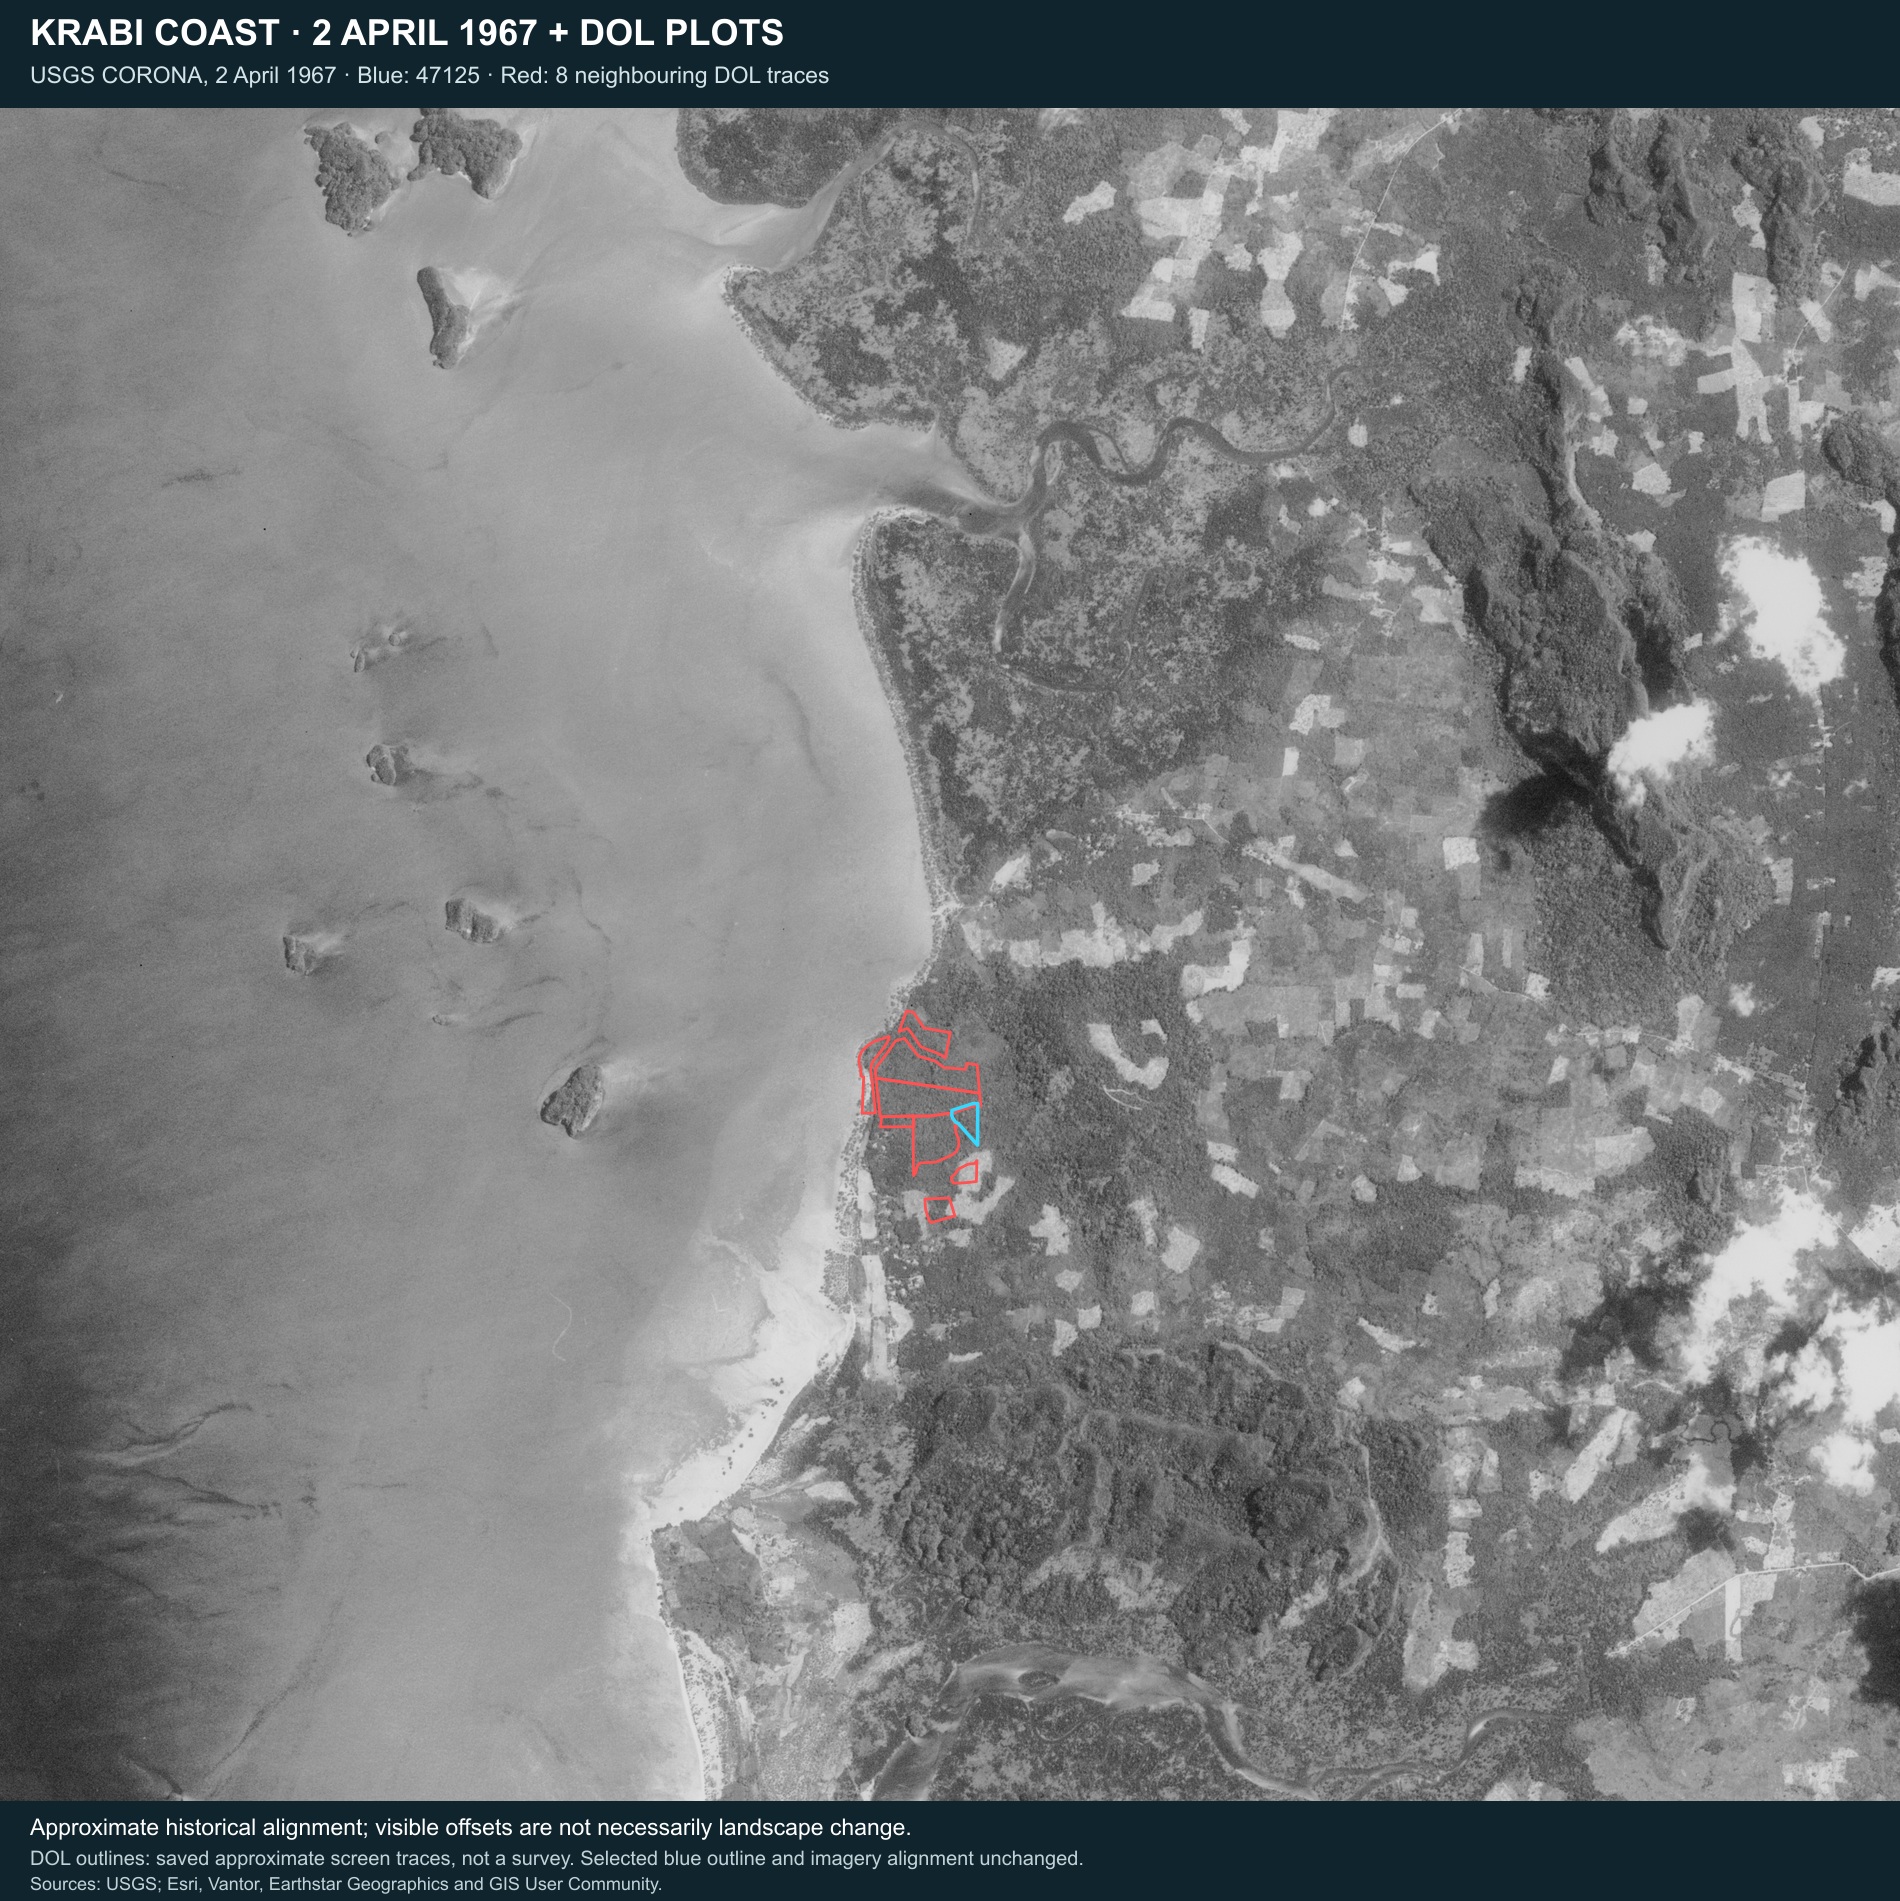 KRABI COAST · 2 APRIL 1967 + DOL PLOTS
USGS CORONA, 2 April 1967 · Blue: 47125 · Red: 8 neighbouring DOL traces
Approximate historical alignment; visible offsets are not necessarily landscape change.
DOL outlines: saved approximate screen traces, not a survey. Selected blue outline and imagery alignment unchanged.
Sources: USGS; Esri, Vantor, Earthstar Geographics and GIS User Community.